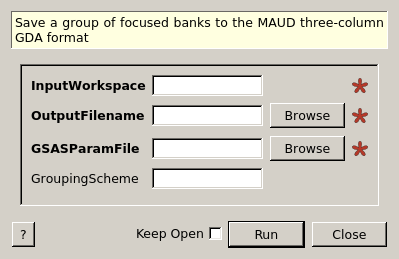 Save a group of focused banks to the MAUD three-column
GDA format
InputWorkspace
OutputFilename
Browse
GSASParamFile
Browse
GroupingScheme
?
Keep Open
Run
Close